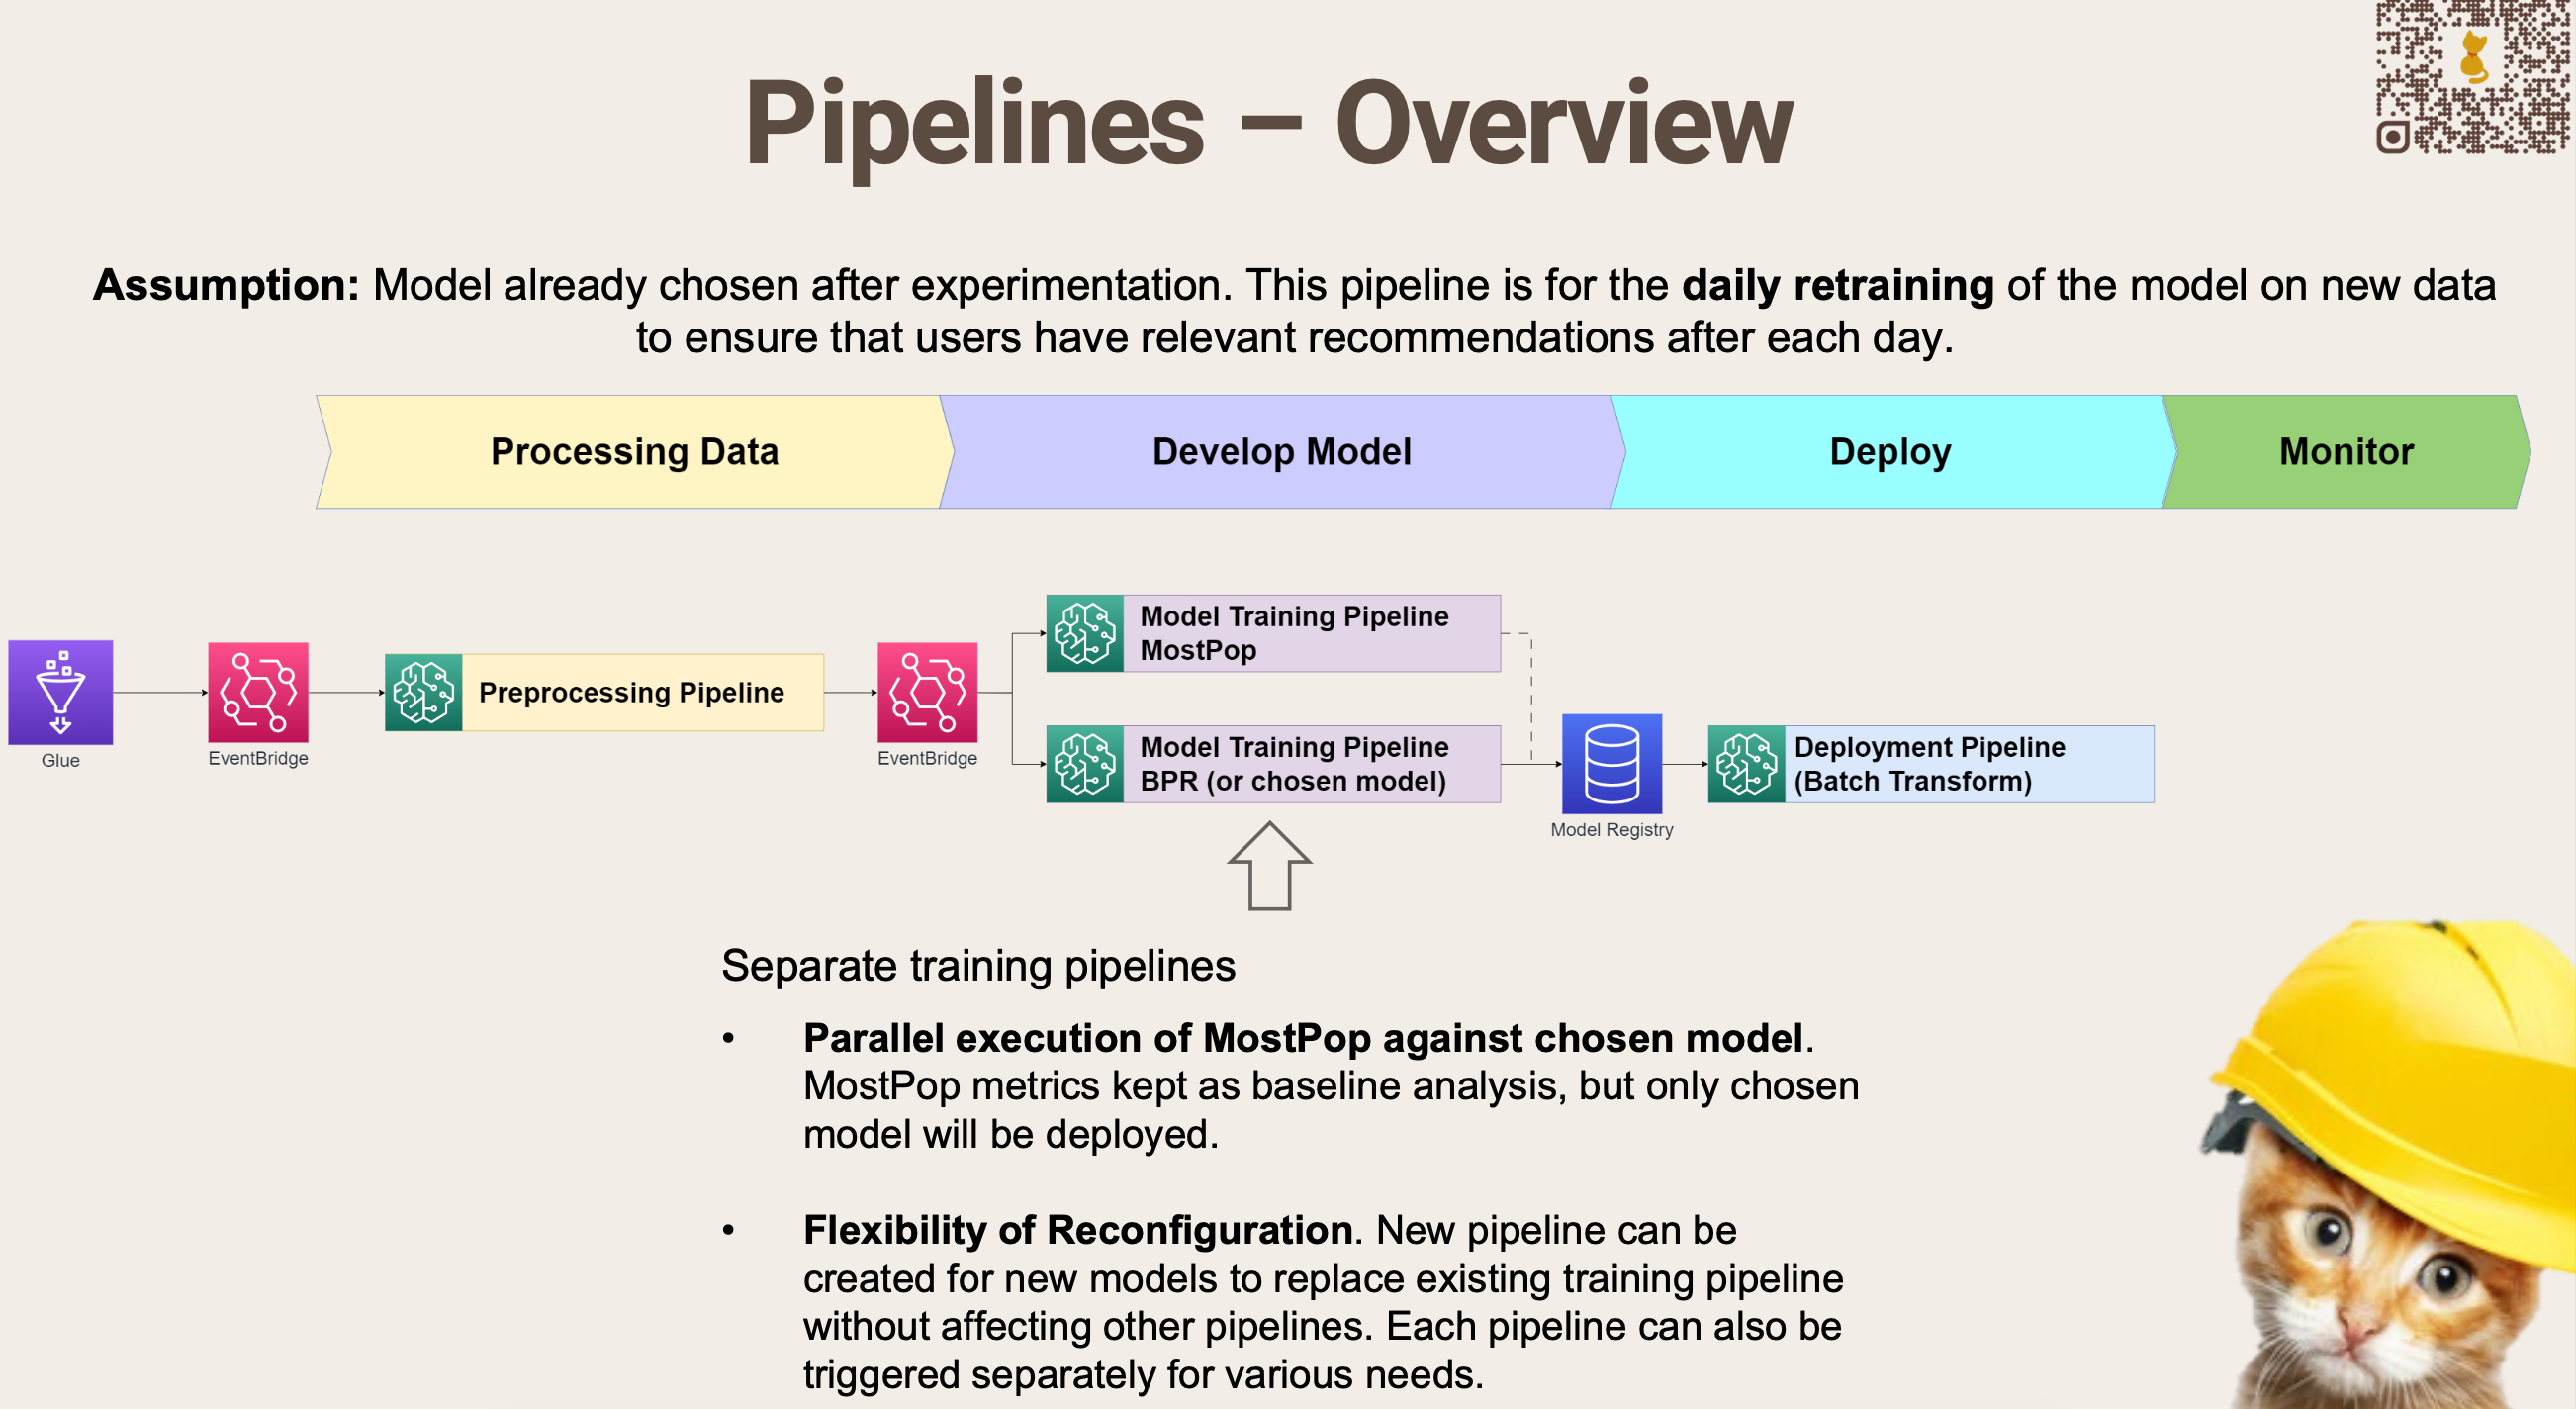 Pipelines – Overview
Assumption: Model already chosen after experimentation. This pipeline is for the daily retraining of the model on new data
to ensure that users have relevant recommendations after each day.
Processing Data
Develop Model
Deploy
Monitor
Glue
EventBridge
Preprocessing Pipeline
EventBridge
Model Training Pipeline
MostPop
Model Training Pipeline
BPR (or chosen model)
Model Registry
Deployment Pipeline
(Batch Transform)
Separate training pipelines
• Parallel execution of MostPop against chosen model.
MostPop metrics kept as baseline analysis, but only chosen
model will be deployed.
• Flexibility of Reconfiguration. New pipeline can be
created for new models to replace existing training pipeline
without affecting other pipelines. Each pipeline can also be
triggered separately for various needs.